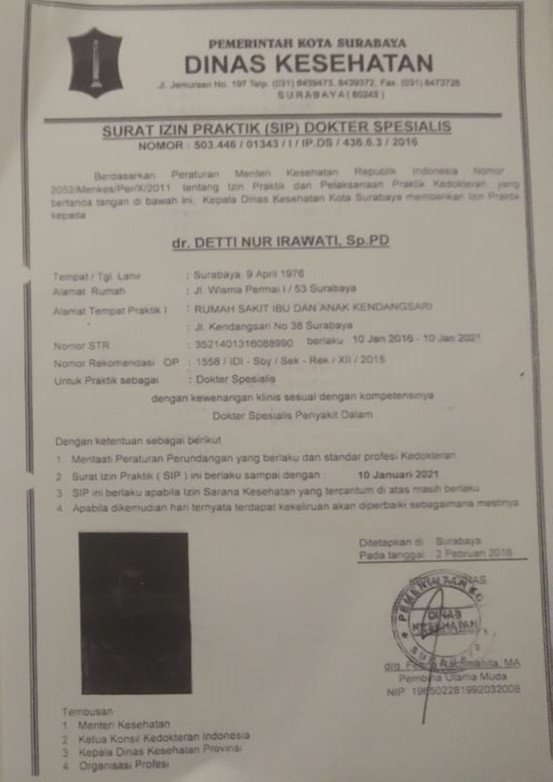 PEMERINTAH KOTA SURABAYA
DINAS KESEHATAN
Jl. Jemursari No. 197 Telp. (031) 8439473, 8439372, Fax. (031) 8473728
SURABAYA ( 60243 )
SURAT IZIN PRAKTIK (SIP) DOKTER SPESIALIS
NOMOR : 503.446 / 01343 / I / IP.DS / 436.6.3 / 2016
Berdasarkan Peraturan Menteri Kesehatan Republik Indonesia Nomor
2052/Menkes/Per/X/2011 tentang Izin Praktik dan Pelaksanaan Praktik Kedokteran, yang
bertanda tangan di bawah ini, Kepala Dinas Kesehatan Kota Surabaya memberikan Izin Praktik
kepada
dr. DETTI NUR IRAWATI, Sp.PD
Tempat / Tgl. Lahir : Surabaya, 9 April 1976
Alamat Rumah : Jl. Wisma Permai I / 53 Surabaya
Alamat Tempat Praktik I : RUMAH SAKIT IBU DAN ANAK KENDANGSARI
: Jl. Kendangsari No 38 Surabaya
Nomor STR : 3521401316088990 berlaku 10 Jan 2016 - 10 Jan 2021
Nomor Rekomendasi OP : 1558 / IDI - Sby / Sek - Rek / XII / 2015
Untuk Praktik sebagai : Dokter Spesialis
dengan kewenangan klinis sesuai dengan kompetensinya
Dokter Spesialis Penyakit Dalam
Dengan ketentuan sebagai berikut
1 Mentaati Peraturan Perundangan yang berlaku dan standar profesi Kedokteran
2 Surat Izin Praktik ( SIP ) ini berlaku sampai dengan 10 Januari 2021
3 SIP ini berlaku apabila Izin Sarana Kesehatan yang tercantum di atas masih berlaku
4 Apabila dikemudian hari ternyata terdapat kekeliruan akan diperbaiki sebagaimana mestinya
Ditetapkan di Surabaya
Pada tanggal 2 Pebruari 2016
DINAS
KESEHATAN
drg. Rachmanita, MA
Pembina Utama Muda
NIP 196502281992032008
Tembusan
1 Menteri Kesehatan
2 Ketua Konsil Kedokteran Indonesia
3 Kepala Dinas Kesehatan Provinsi
4 Organisasi Profesi